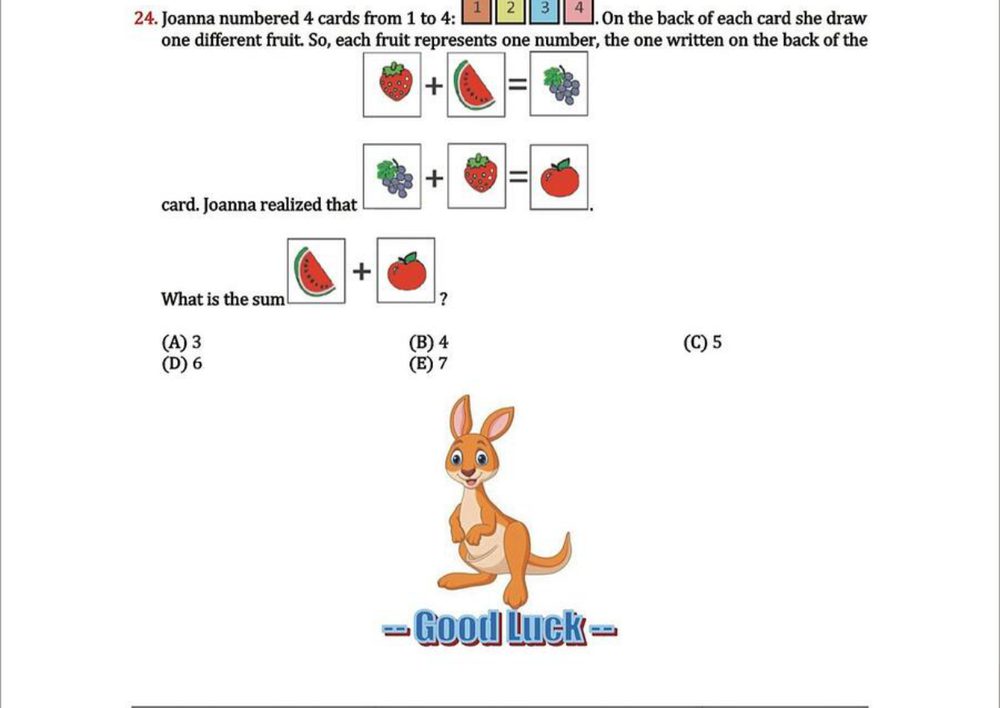 24. Joanna numbered 4 cards from 1 to 4: 1 2 3 4 . On the back of each card she draw
one different fruit. So, each fruit represents one number, the one written on the back of the
+ =
card. Joanna realized that + = .
What is the sum + ?
(A) 3 (B) 4 (C) 5
(D) 6 (E) 7
-- Good Luck --